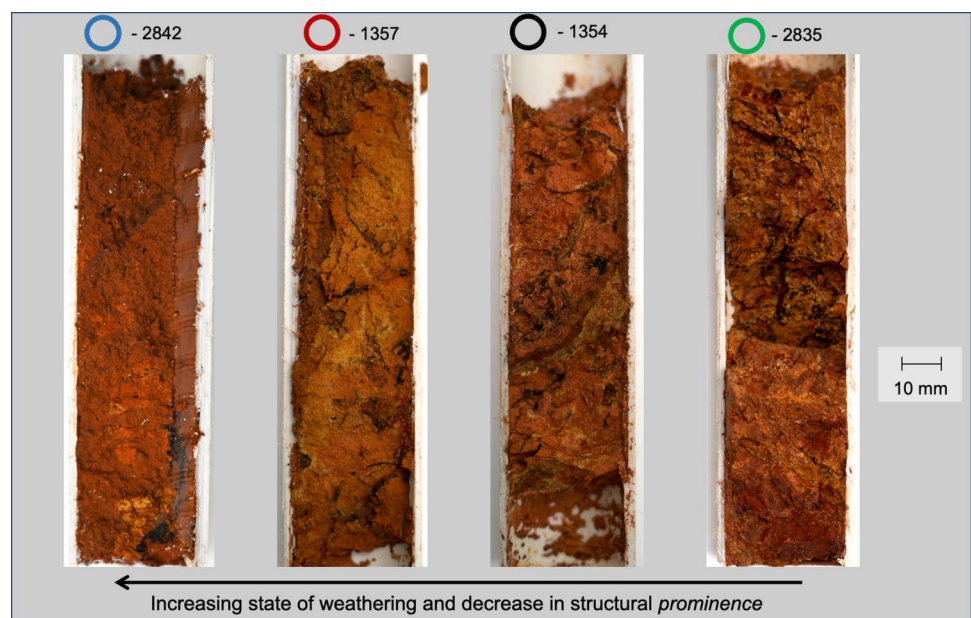 - 2842
- 1357
- 1354
- 2835
10 mm
Increasing state of weathering and decrease in structural prominence